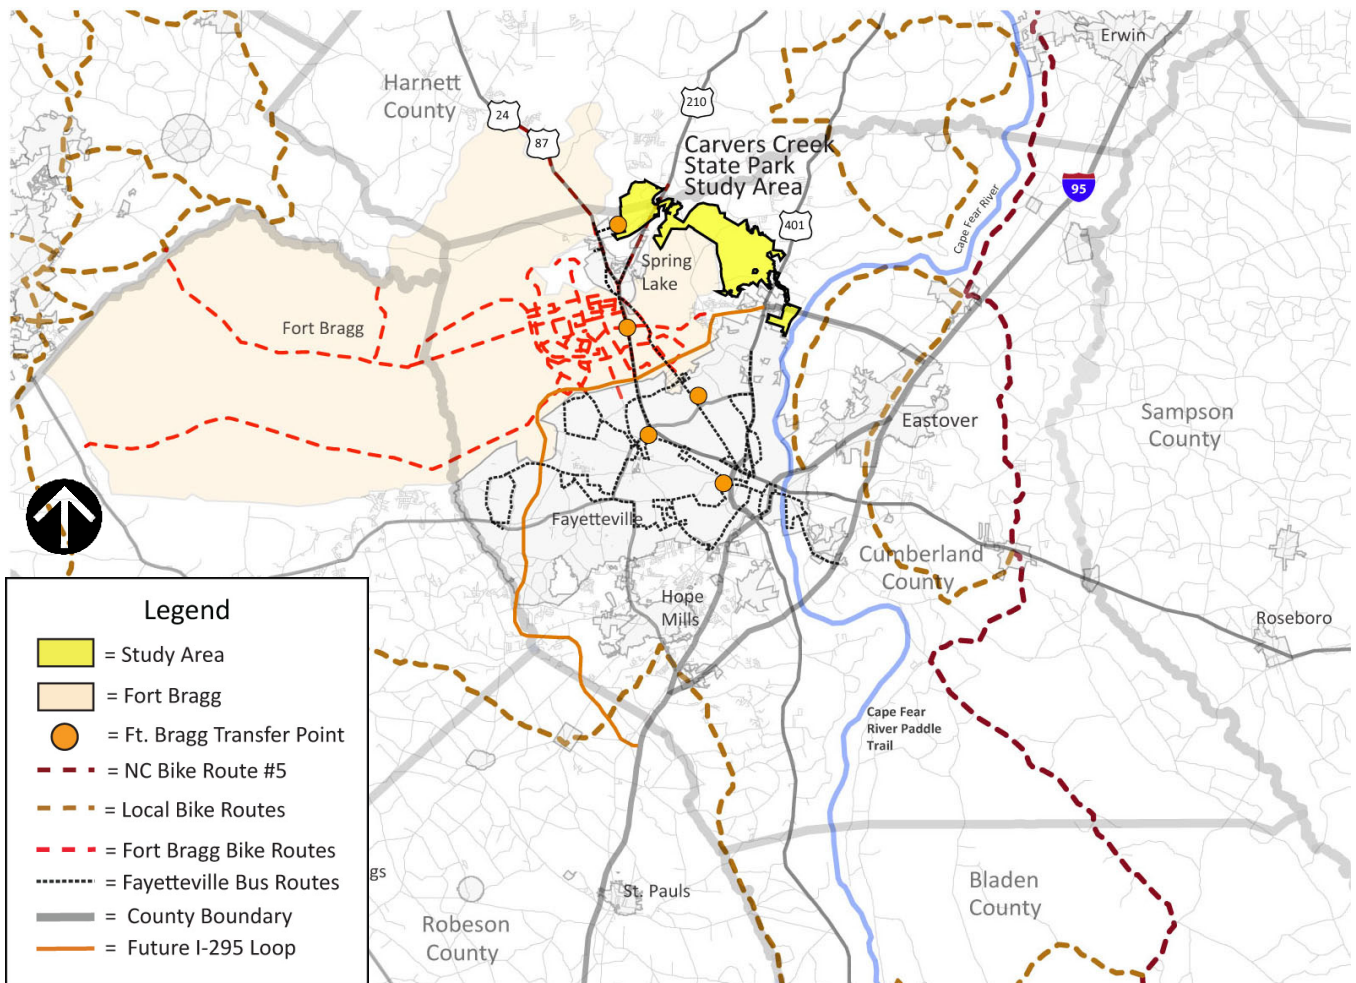 Erwin
Harnett
County
24
87
210
Carvers Creek
State Park
Study Area
95
401
Cape Fear River
Spring
Lake
Fort Bragg
Eastover
Sampson
County
Fayetteville
Cumberland
County
Hope
Mills
Roseboro
Cape Fear
River Paddle
Trail
gs
St. Pauls
Robeson
County
Bladen
County
Legend
= Study Area
= Fort Bragg
= Ft. Bragg Transfer Point
= NC Bike Route #5
= Local Bike Routes
= Fort Bragg Bike Routes
= Fayetteville Bus Routes
= County Boundary
= Future I-295 Loop